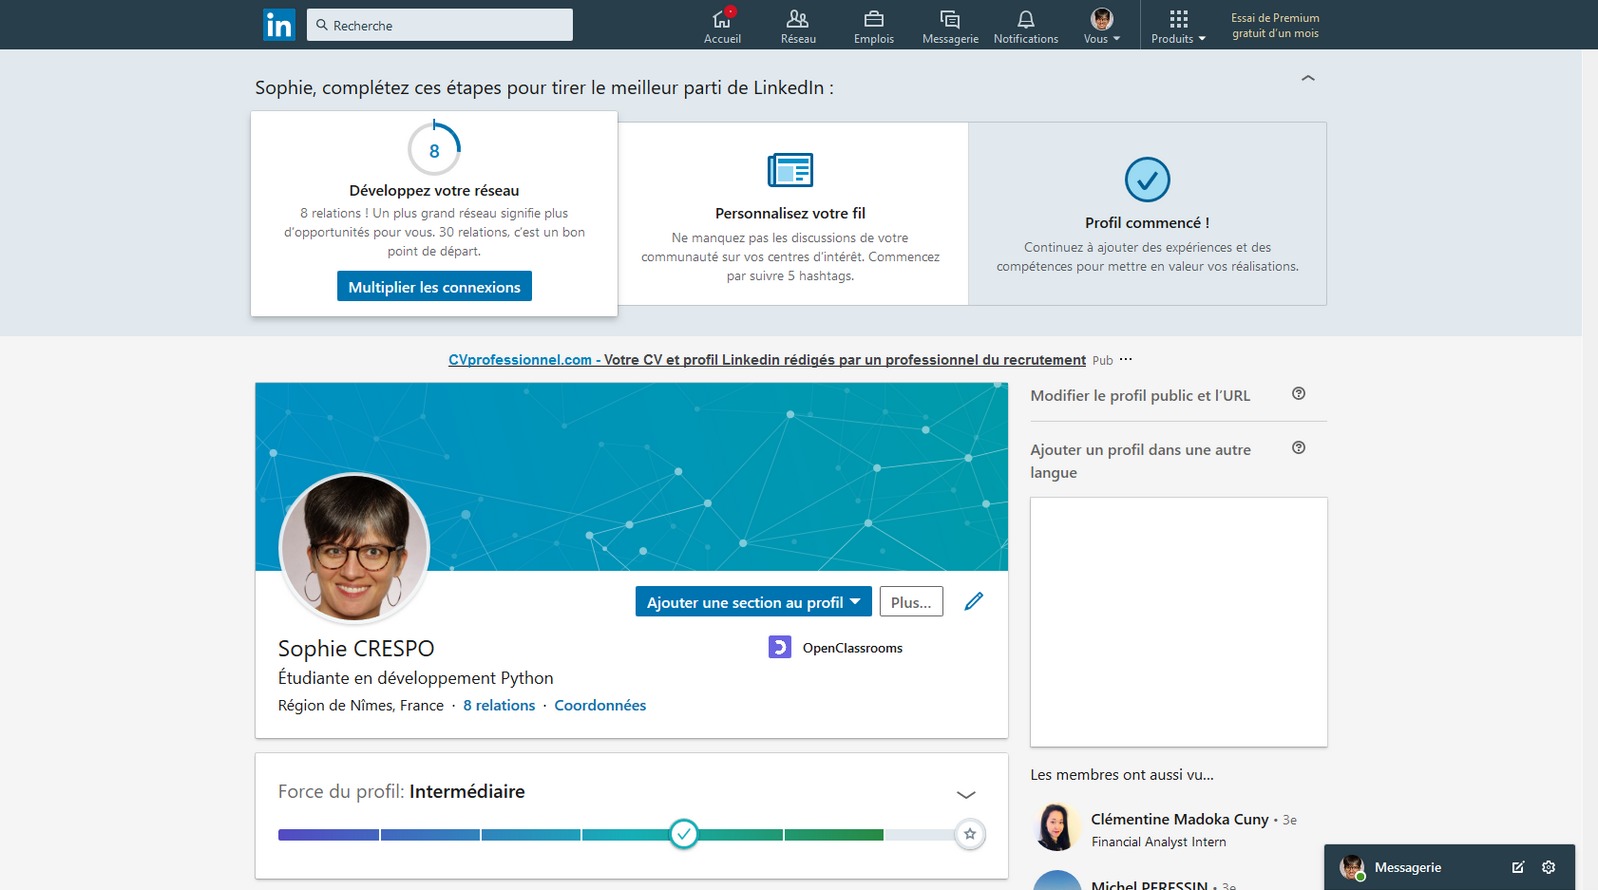 in
Recherche
Accueil
Réseau
Emplois
Messagerie
Notifications
Vous
Produits
Essai de Premium
gratuit d'un mois
Sophie, complétez ces étapes pour tirer le meilleur parti de LinkedIn :
8
Développez votre réseau
8 relations ! Un plus grand réseau signifie plus
d'opportunités pour vous. 30 relations, c'est un bon
point de départ.
Multiplier les connexions
Personnalisez votre fil
Ne manquez pas les discussions de votre
communauté sur vos centres d'intérêt. Commencez
par suivre 5 hashtags.
Profil commencé !
Continuez à ajouter des expériences et des
compétences pour mettre en valeur vos réalisations.
CVprofessionnel.com - Votre CV et profil Linkedin rédigés par un professionnel du recrutement Pub ···
Modifier le profil public et l'URL
Ajouter un profil dans une autre
langue
Ajouter une section au profil
Plus...
Sophie CRESPO
OpenClassrooms
Étudiante en développement Python
Région de Nîmes, France · 8 relations · Coordonnées
Force du profil: Intermédiaire
Les membres ont aussi vu...
Clémentine Madoka Cuny • 3e
Financial Analyst Intern
Michel PERESSIN • 3e
Messagerie